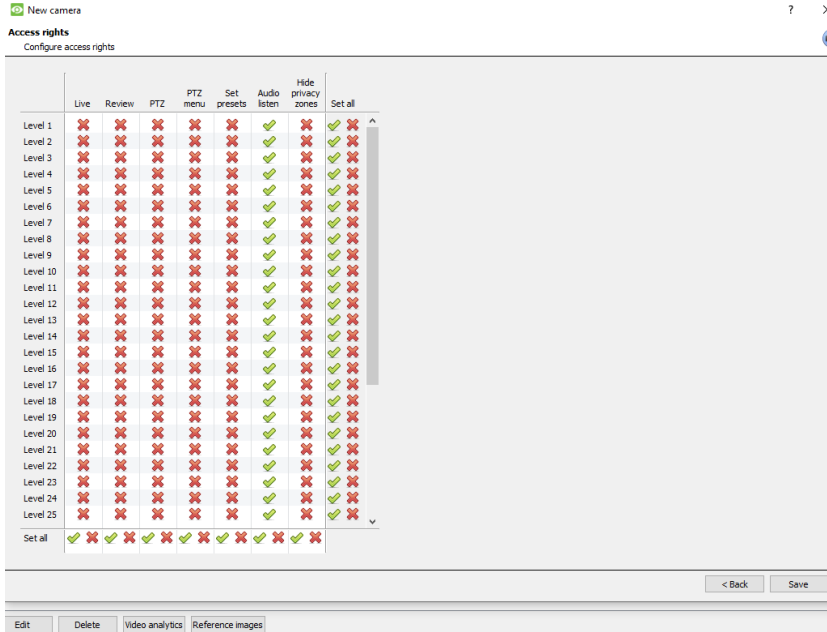 New camera ?
Access rights
Configure access rights
Live Review PTZ PTZ menu Set presets Audio listen Hide privacy zones Set all
Level 1
Level 2
Level 3
Level 4
Level 5
Level 6
Level 7
Level 8
Level 9
Level 10
Level 11
Level 12
Level 13
Level 14
Level 15
Level 16
Level 17
Level 18
Level 19
Level 20
Level 21
Level 22
Level 23
Level 24
Level 25
Set all
< Back Save
Edit Delete Video analytics Reference images